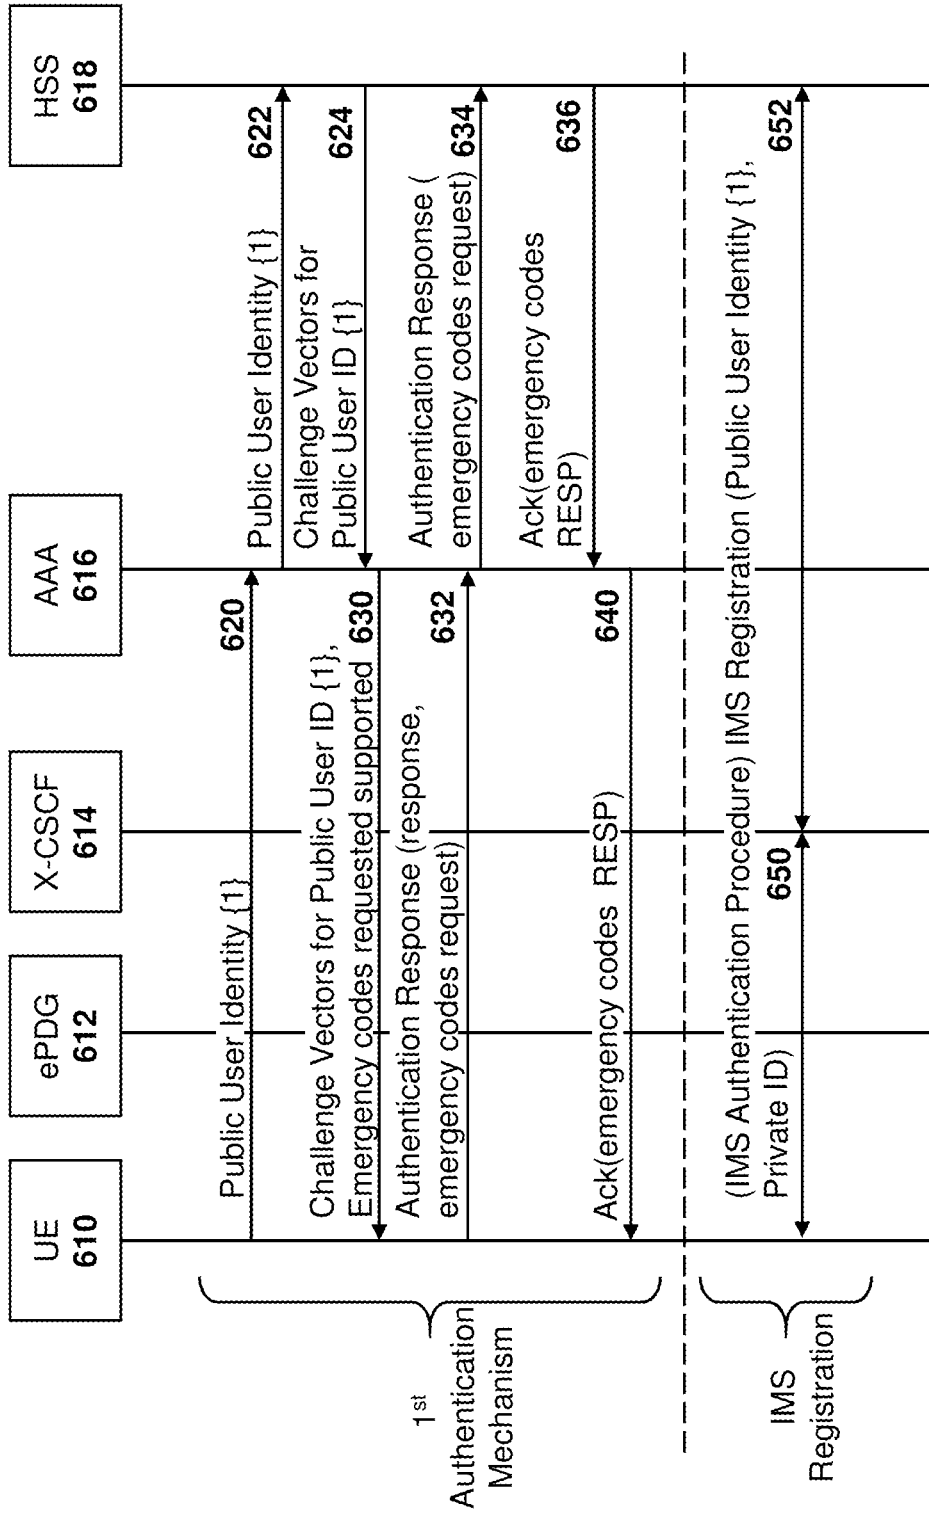 UE
610
ePDG
612
X-CSCF
614
AAA
616
HSS
618
1st
Authentication
Mechanism
Public User Identity {1}
620
Public User Identity {1}
622
Challenge Vectors for
Public User ID {1}
624
Challenge Vectors for Public User ID {1},
Emergency codes requested supported
630
Authentication Response (response,
emergency codes request)
632
Authentication Response (
emergency codes request)
634
Ack(emergency codes
RESP)
636
Ack(emergency codes RESP)
640
IMS
Registration
(IMS Authentication Procedure) IMS Registration (Public User Identity {1},
Private ID)
650
652